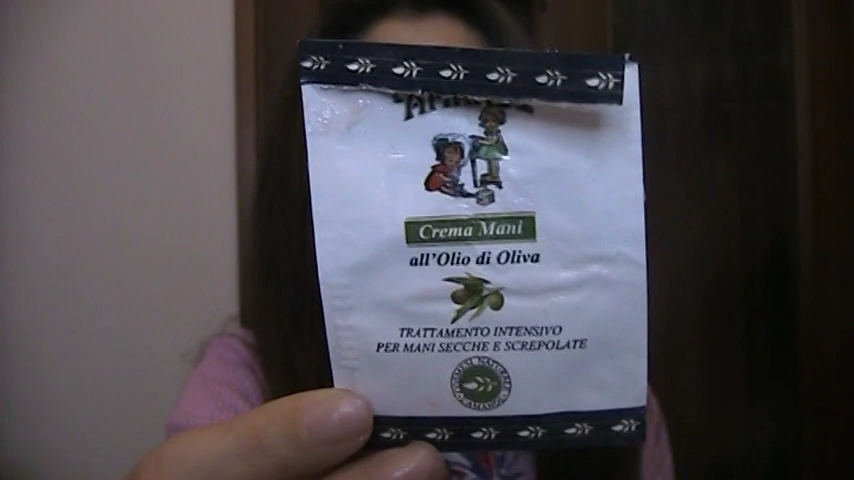 Crema Mani
all'Olio di Oliva
TRATTAMENTO INTENSIVO
PER MANI SECCHE E SCREPOLATE